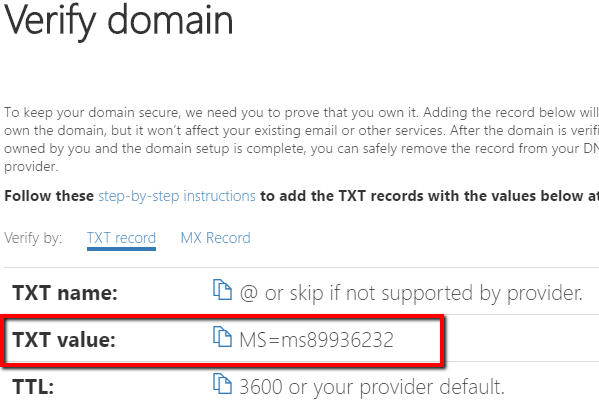 Verify domain
To keep your domain secure, we need you to prove that you own it. Adding the record below will
own the domain, but it won't affect your existing email or other services. After the domain is verifi
owned by you and the domain setup is complete, you can safely remove the record from your DN
provider.
Follow these step-by-step instructions to add the TXT records with the values below at
Verify by: TXT record MX Record
TXT name: @ or skip if not supported by provider.
TXT value: MS=ms89936232
TTL: 3600 or your provider default.